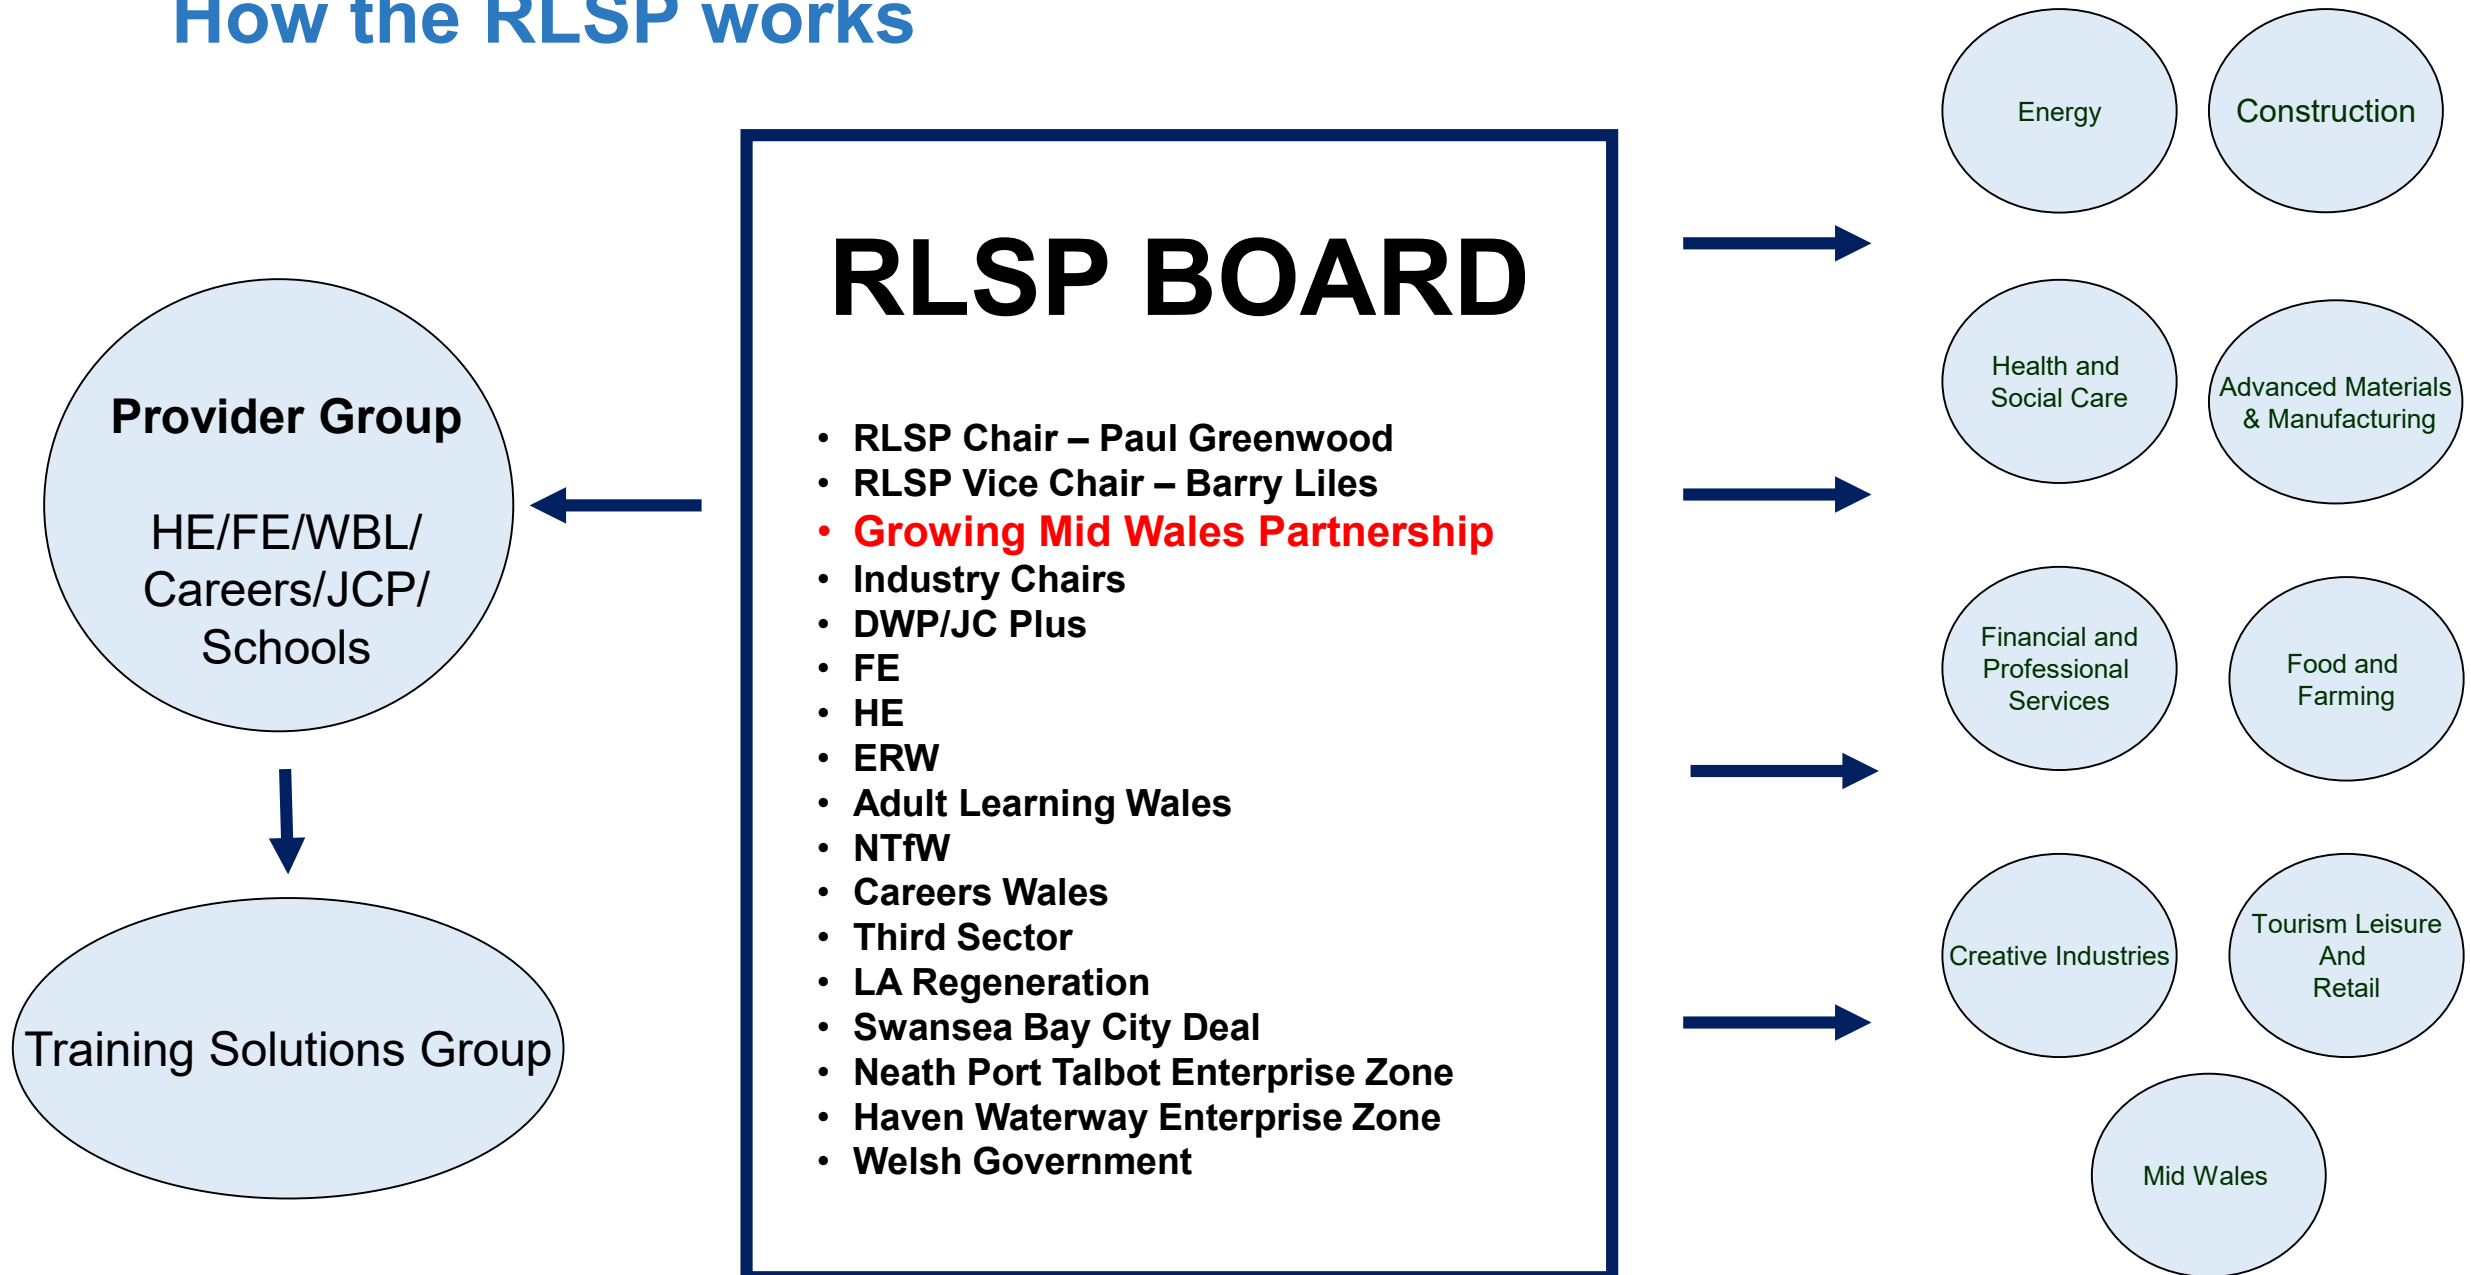 How the RLSP works
Provider Group
HE/FE/WBL/
Careers/JCP/
Schools
Training Solutions Group
RLSP BOARD
• RLSP Chair – Paul Greenwood
• RLSP Vice Chair – Barry Liles
• Growing Mid Wales Partnership
• Industry Chairs
• DWP/JC Plus
• FE
• HE
• ERW
• Adult Learning Wales
• NTfW
• Careers Wales
• Third Sector
• LA Regeneration
• Swansea Bay City Deal
• Neath Port Talbot Enterprise Zone
• Haven Waterway Enterprise Zone
• Welsh Government
Energy
Construction
Health and
Social Care
Advanced Materials
& Manufacturing
Financial and
Professional
Services
Food and
Farming
Creative Industries
Tourism Leisure
And
Retail
Mid Wales